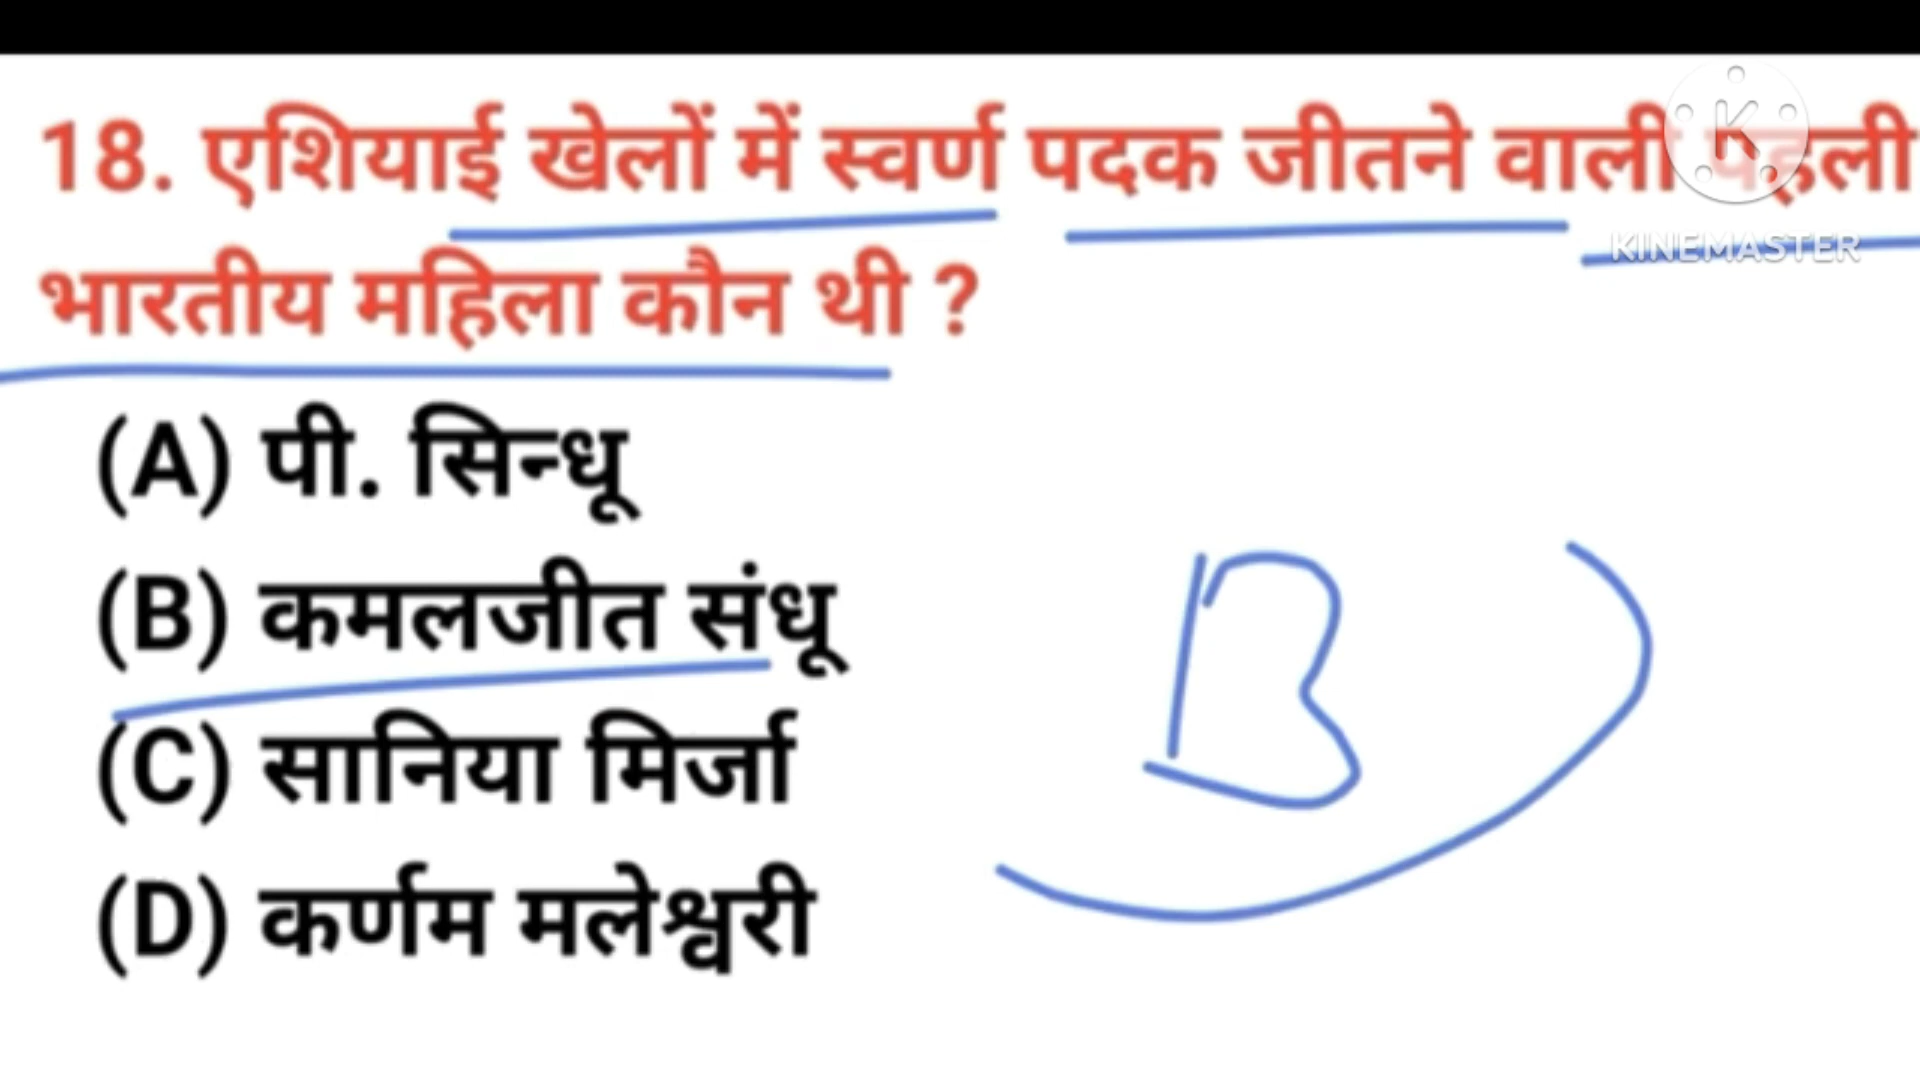 18. एशियाई खेलों में स्वर्ण पदक जीतने वाली पहली
KINEMASTER
भारतीय महिला कौन थी ?
(A) पी. सिन्धू
(B) कमलजीत संधू
B
(C) सानिया मिर्जा
(D) कर्णम मलेश्वरी